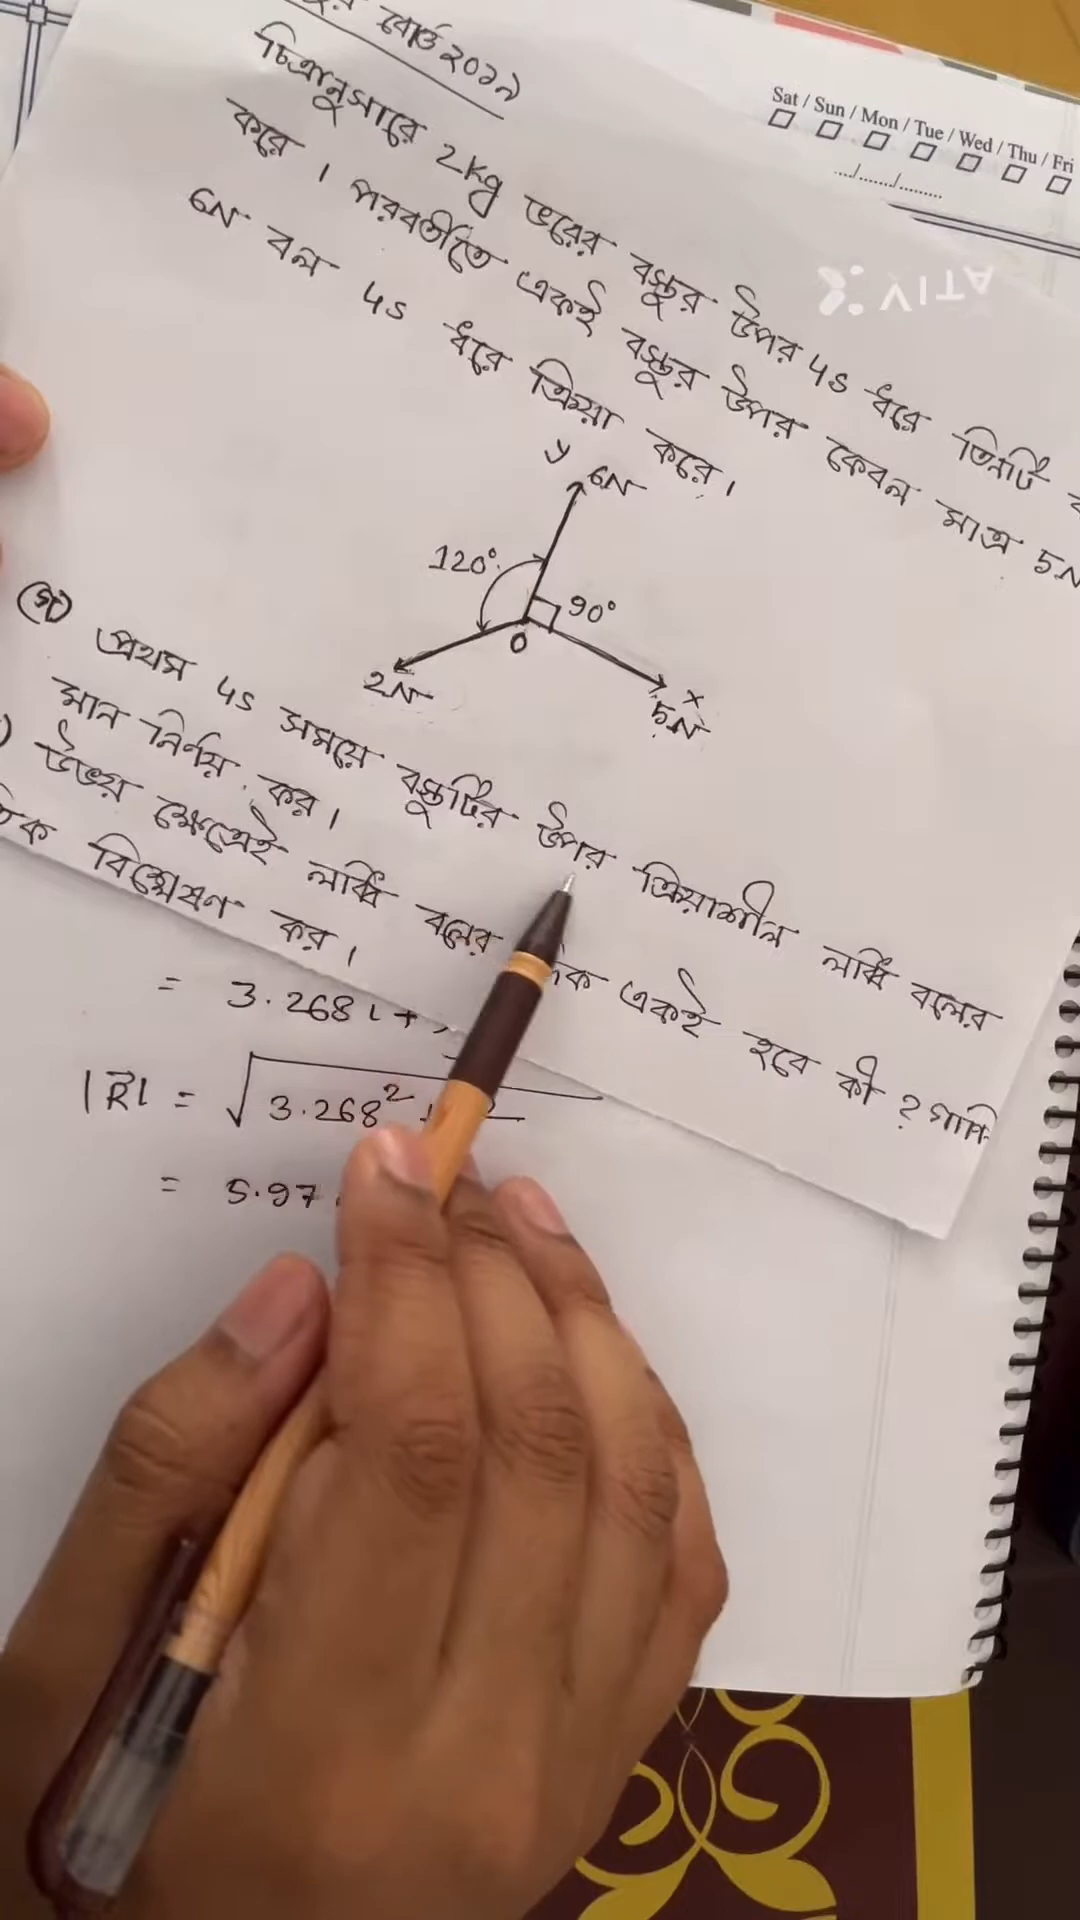 বোর্ড ২০১৯
Sat / Sun / Mon / Tue / Wed / Thu / Fri
.../......./.........
চিত্রানুসারে 2kg ভরের বস্তুর উপর 4s ধরে তিনটি
করে। পরবর্তীতে একই বস্তুর উপর কেবল মাত্র 5N
6N বল 4s ধরে ক্রিয়া করে।
ATIV
y
6N
120°
90°
O
2N
x
5N
(গ) প্রথম 4s সময়ে বস্তুটির উপর ক্রিয়াশীল লব্ধি বলের
মান নির্ণয় কর।
উভয় ক্ষেত্রেই লব্ধি বলের একই হবে কী ? গাণি
বিশ্লেষণ কর।
= 3.268 i +
|R⃗| = √3.268²
= 5.97